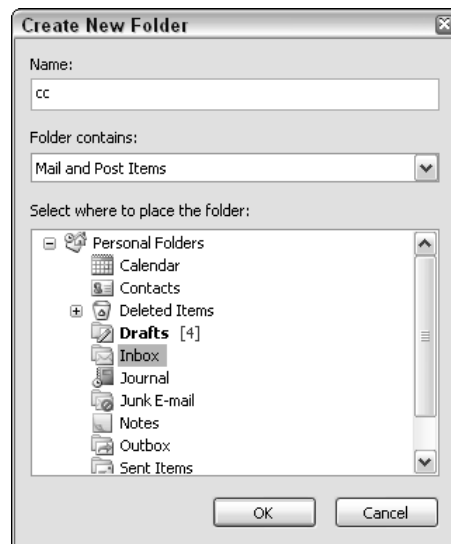 Create New Folder
Name:
cc
Folder contains:
Mail and Post Items
Select where to place the folder:
Personal Folders
Calendar
Contacts
Deleted Items
Drafts [4]
Inbox
Journal
Junk E-mail
Notes
Outbox
Sent Items
OK Cancel